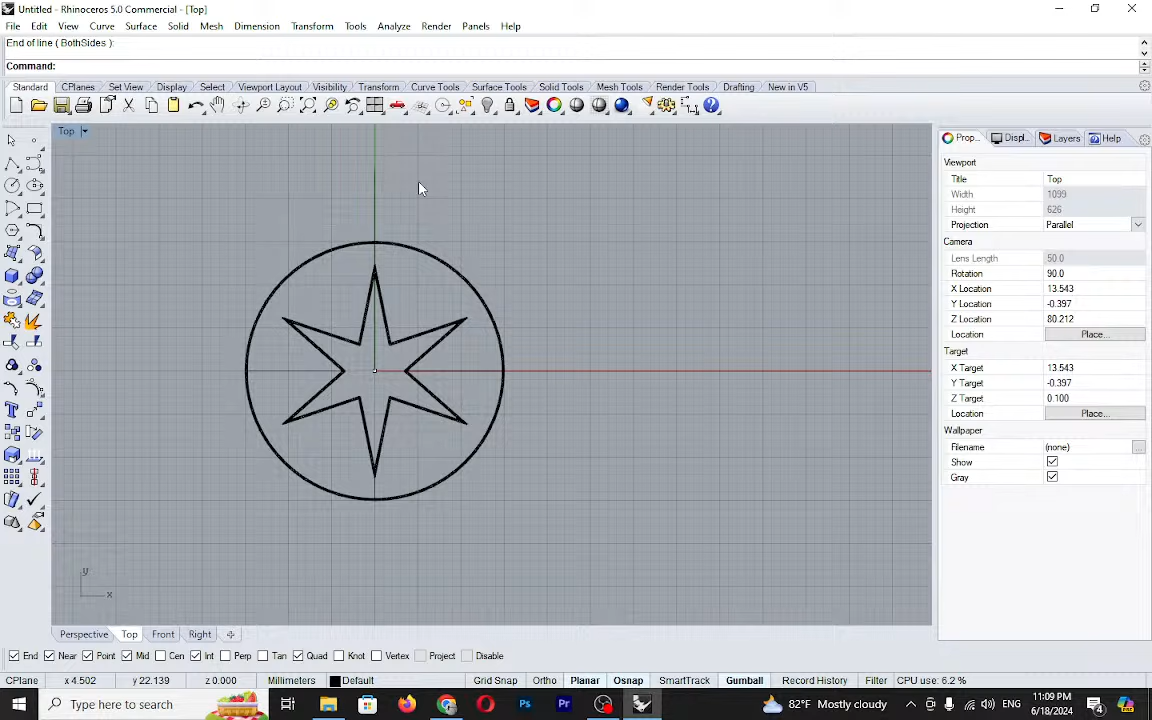 Untitled - Rhinoceros 5.0 Commercial - [Top]
File Edit View Curve Surface Solid Mesh Dimension Transform Tools Analyze Render Panels Help
End of line ( BothSides ):
Command:
Standard CPlanes Set View Display Select Viewport Layout Visibility Transform Curve Tools Surface Tools Solid Tools Mesh Tools Render Tools Drafting New in V5
Top
Prop... Displ... Layers Help
Viewport
Title Top
Width 1099
Height 626
Projection Parallel
Camera
Lens Length 50.0
Rotation 90.0
X Location 13.543
Y Location -0.397
Z Location 80.212
Location Place...
Target
X Target 13.543
Y Target -0.397
Z Target 0.100
Location Place...
Wallpaper
Filename (none) ...
Show
Gray
y
x
Perspective Top Front Right
End Near Point Mid Cen Int Perp Tan Quad Knot Vertex Project Disable
CPlane x 4.502 y 22.139 z 0.000 Millimeters Default Grid Snap Ortho Planar Osnap SmartTrack Gumball Record History Filter CPU use: 6.2 %
Type here to search Ps Pr 82°F Mostly cloudy ENG 11:09 PM 6/18/2024 4